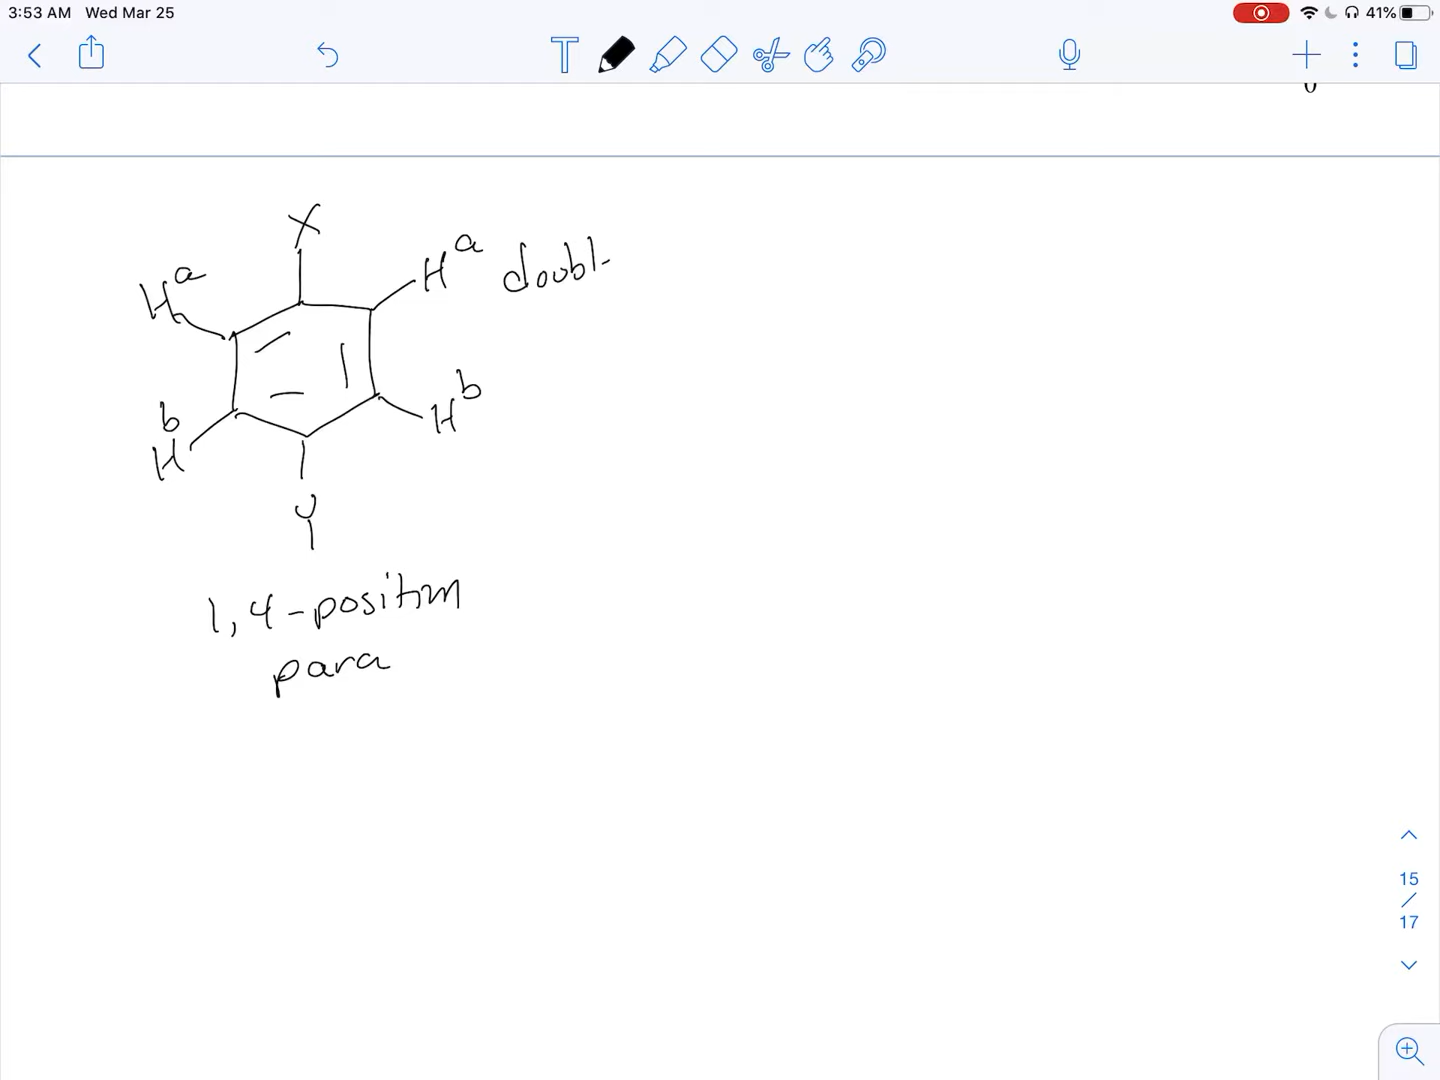 3:53 AM Wed Mar 25
41%
T
X
H a
H a doubl
b
H
H b
Y
1,4-position
para
15
/
17